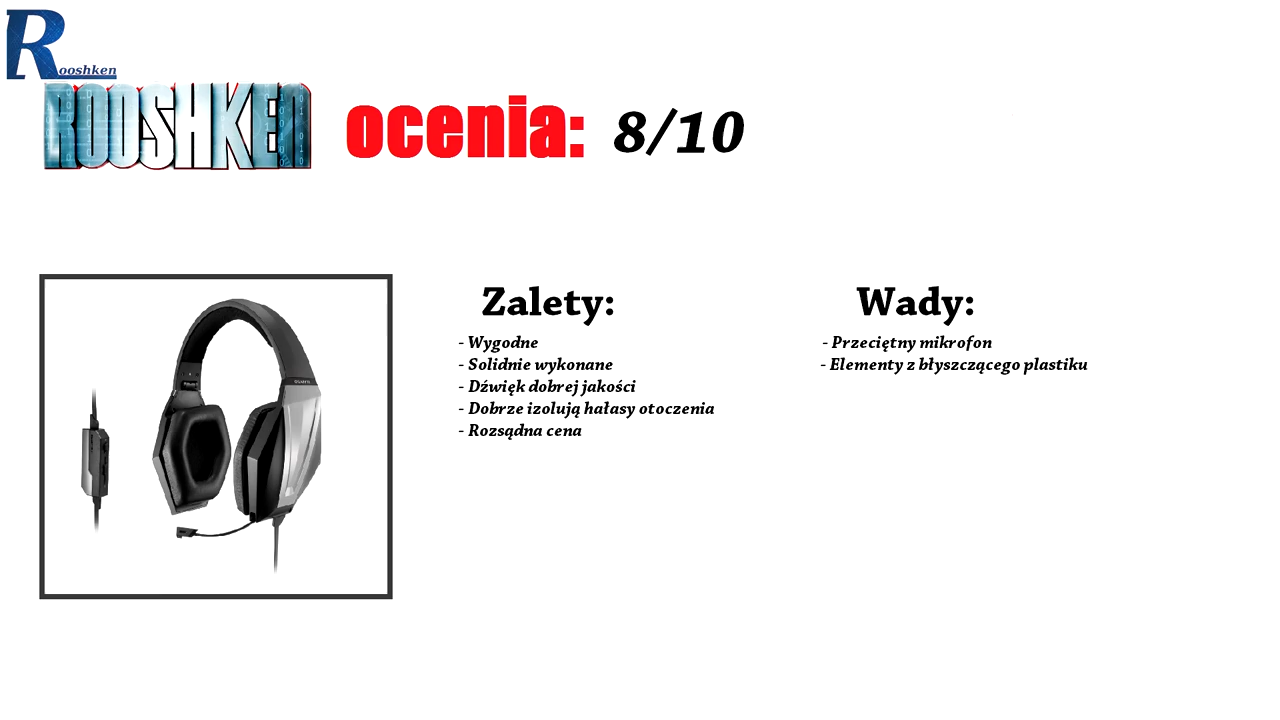 Rooshken
ROOSHKEN ocenia: 8/10
Zalety:
- Wygodne
- Solidnie wykonane
- Dźwięk dobrej jakości
- Dobrze izolują hałasy otoczenia
- Rozsądna cena
Wady:
- Przeciętny mikrofon
- Elementy z błyszczącego plastiku